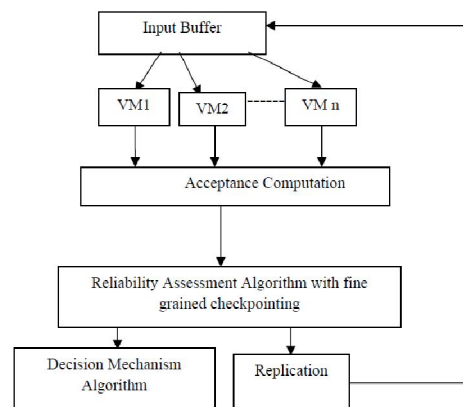 Input Buffer
VM1
VM2
VM n
Acceptance Computation
Reliability Assessment Algorithm with fine
grained checkpointing
Decision Mechanism
Algorithm
Replication